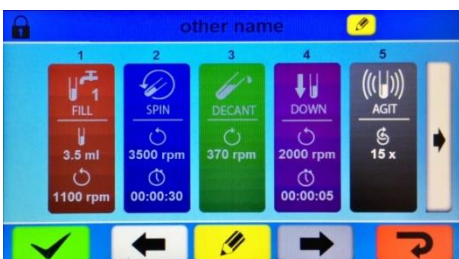 other name
1 2 3 4 5
1
FILL SPIN DECANT DOWN AGIT
3.5 ml 3500 rpm 370 rpm 2000 rpm 15 x
1100 rpm 00:00:30 00:00:05